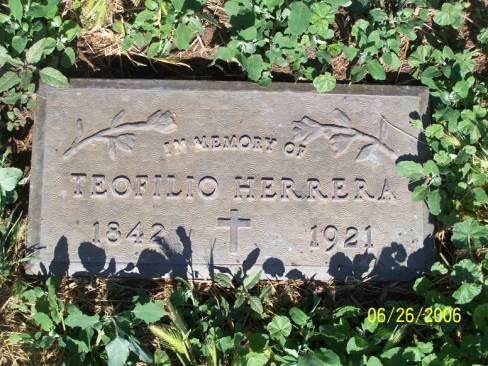 IN MEMORY OF
TEOFILIO HERRERA
1842 1921
06/26/2006